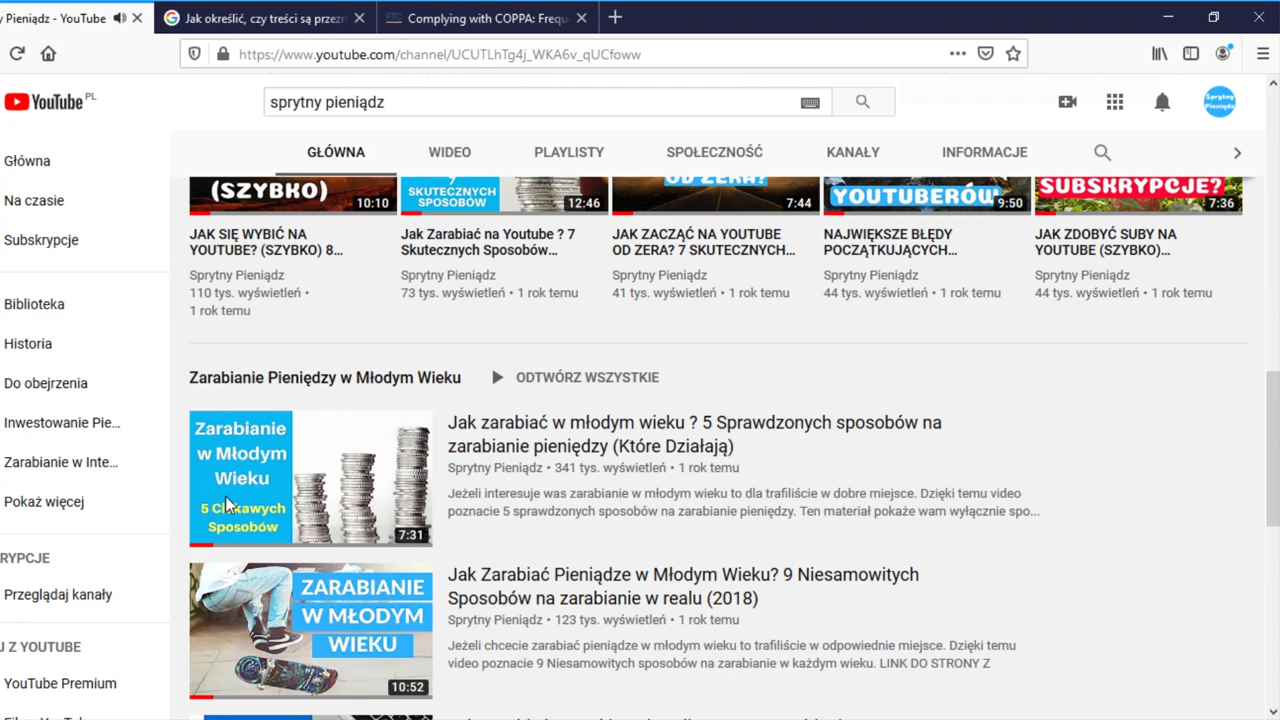 y Pieniądz - YouTube
Jak określić, czy treści są przezn
FTC Complying with COPPA: Frequ
https://www.youtube.com/channel/UCUTLhTg4j_WKA6v_qUCfoww
YouTube PL
sprytny pieniądz
Sprytny
Pieniądz
GŁÓWNA WIDEO PLAYLISTY SPOŁECZNOŚĆ KANAŁY INFORMACJE
Główna
Na czasie
Subskrypcje
Biblioteka
Historia
Do obejrzenia
Inwestowanie Pie...
Zarabianie w Inte...
Pokaż więcej
KRYPCJE
Przeglądaj kanały
J Z YOUTUBE
YouTube Premium
(SZYBKO)
10:10
7
SKUTECZNYCH
SPOSOBÓW
12:46
OD ZERA?
7:44
YOUTUBERÓW
9:50
SUBSKRYPCJE?
7:36
JAK SIĘ WYBIĆ NA
YOUTUBE? (SZYBKO) 8...
Sprytny Pieniądz
110 tys. wyświetleń •
1 rok temu
Jak Zarabiać na Youtube ? 7
Skutecznych Sposobów...
Sprytny Pieniądz
73 tys. wyświetleń • 1 rok temu
JAK ZACZĄĆ NA YOUTUBE
OD ZERA? 7 SKUTECZNYCH...
Sprytny Pieniądz
41 tys. wyświetleń • 1 rok temu
NAJWIĘKSZE BŁĘDY
POCZĄTKUJĄCYCH...
Sprytny Pieniądz
44 tys. wyświetleń • 1 rok temu
JAK ZDOBYĆ SUBY NA
YOUTUBE (SZYBKO)...
Sprytny Pieniądz
44 tys. wyświetleń • 1 rok temu
Zarabianie Pieniędzy w Młodym Wieku ODTWÓRZ WSZYSTKIE
Zarabianie
w Młodym
Wieku
5 Ciekawych
Sposobów
7:31
Jak zarabiać w młodym wieku ? 5 Sprawdzonych sposobów na
zarabianie pieniędzy (Które Działają)
Sprytny Pieniądz • 341 tys. wyświetleń • 1 rok temu
Jeżeli interesuje was zarabianie w młodym wieku to dla trafiliście w dobre miejsce. Dzięki temu video
poznacie 5 sprawdzonych sposobów na zarabianie pieniędzy. Ten materiał pokaże wam wyłącznie spo...
ZARABIANIE
W MŁODYM
WIEKU
10:52
Jak Zarabiać Pieniądze w Młodym Wieku? 9 Niesamowitych
Sposobów na zarabianie w realu (2018)
Sprytny Pieniądz • 123 tys. wyświetleń • 1 rok temu
Jeżeli chcecie zarabiać pieniądze w młodym wieku to trafiliście w odpowiednie miejsce. Dzięki temu
video poznacie 9 Niesamowitych sposobów na zarabianie w każdym wieku. LINK DO STRONY Z